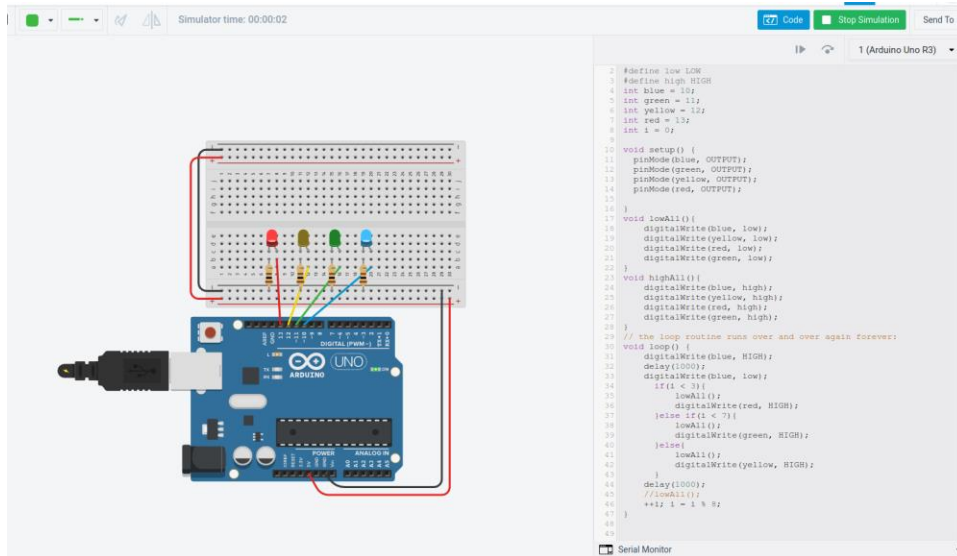 Simulator time: 00:00:02
Code
Stop Simulation
Send To
1 (Arduino Uno R3)
2 #define low LOW
3 #define high HIGH
4 int blue = 10;
5 int green = 11;
6 int yellow = 12;
7 int red = 13;
8 int i = 0;
9
10 void setup() {
11 pinMode(blue, OUTPUT);
12 pinMode(green, OUTPUT);
13 pinMode(yellow, OUTPUT);
14 pinMode(red, OUTPUT);
15
16 }
17 void lowAll(){
18 digitalWrite(blue, low);
19 digitalWrite(yellow, low);
20 digitalWrite(red, low);
21 digitalWrite(green, low);
22 }
23 void highAll(){
24 digitalWrite(blue, high);
25 digitalWrite(yellow, high);
26 digitalWrite(red, high);
27 digitalWrite(green, high);
28 }
29 // the loop routine runs over and over again forever:
30 void loop() {
31 digitalWrite(blue, HIGH);
32 delay(1000);
33 digitalWrite(blue, low);
34 if(i < 3){
35 lowAll();
36 digitalWrite(red, HIGH);
37 }else if(i < 7){
38 lowAll();
39 digitalWrite(green, HIGH);
40 }else{
41 lowAll();
42 digitalWrite(yellow, HIGH);
43 }
44 delay(1000);
45 //lowAll();
46 ++i; i = i % 8;
47 }
48
49
Serial Monitor
DIGITAL (PWM~)
L
TX
RX
UNO
ON
ARDUINO
POWER
ANALOG IN